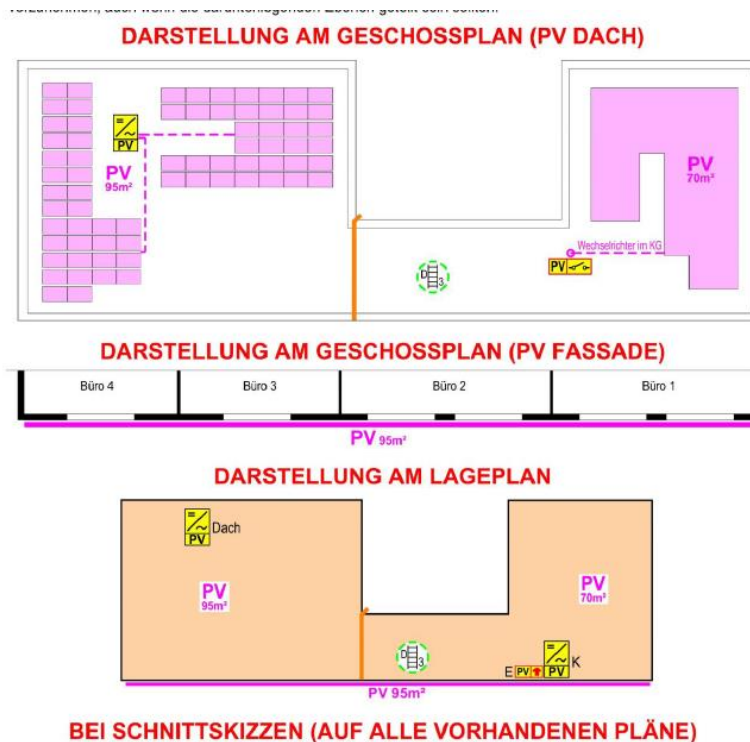 DARSTELLUNG AM GESCHOSSPLAN (PV DACH)
PV
PV
95m²
PV
70m²
Wechselrichter im KG
PV
D 3
DARSTELLUNG AM GESCHOSSPLAN (PV FASSADE)
Büro 4 Büro 3 Büro 2 Büro 1
PV 95m²
DARSTELLUNG AM LAGEPLAN
PV Dach
PV
95m²
PV
70m²
D 3
E PV PV K
PV 95m²
BEI SCHNITTSKIZZEN (AUF ALLE VORHANDENEN PLÄNE)